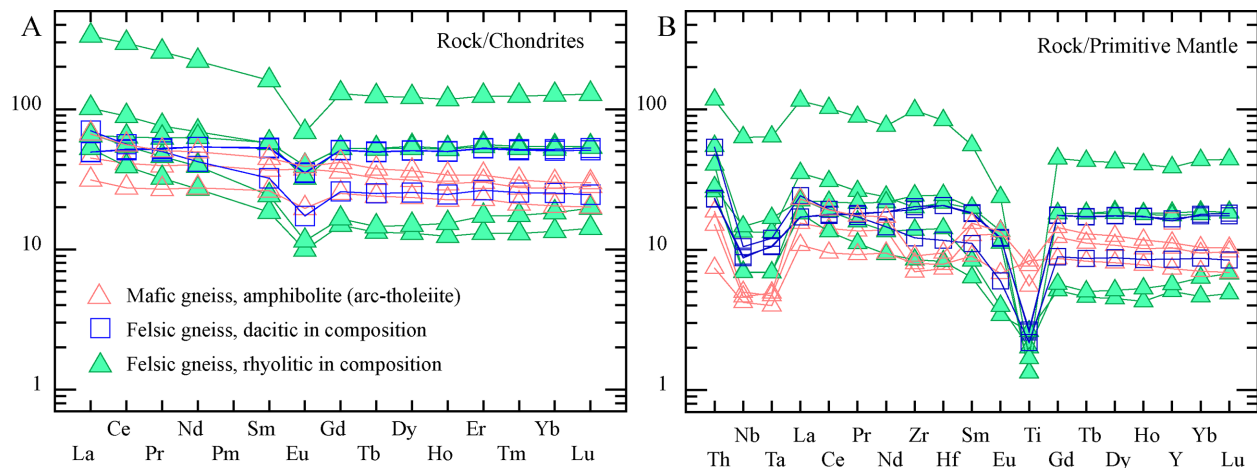 A
Rock/Chondrites
100
10
1
Mafic gneiss, amphibolite (arc-tholeiite)
Felsic gneiss, dacitic in composition
Felsic gneiss, rhyolitic in composition
Ce Nd Sm Gd Dy Er Yb
La Pr Pm Eu Tb Ho Tm Lu
B
Rock/Primitive Mantle
100
10
1
Nb La Pr Zr Sm Ti Tb Ho Yb
Th Ta Ce Nd Hf Eu Gd Dy Y Lu